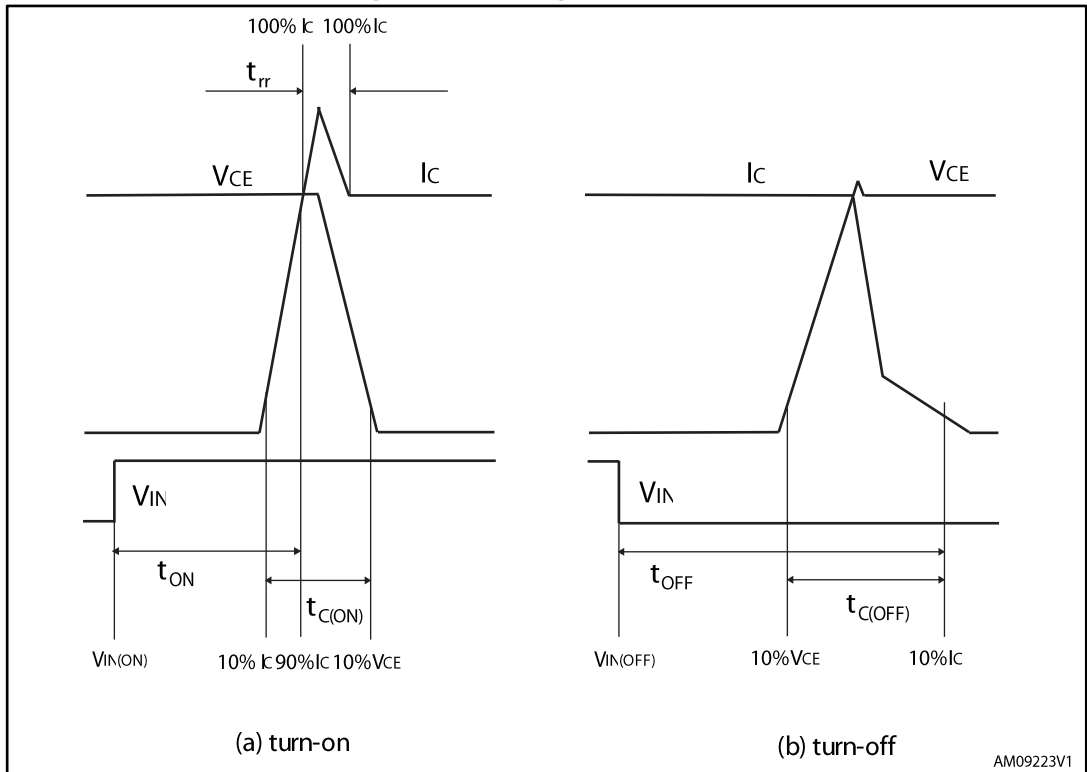 100% IC 100% IC
trr
VCE
IC
VIN
tON
tC(ON)
VIN(ON)
10% IC 90% IC 10% VCE
(a) turn-on
IC
VCE
VIN
tOFF
tC(OFF)
VIN(OFF)
10% VCE
10% IC
(b) turn-off
AM09223V1